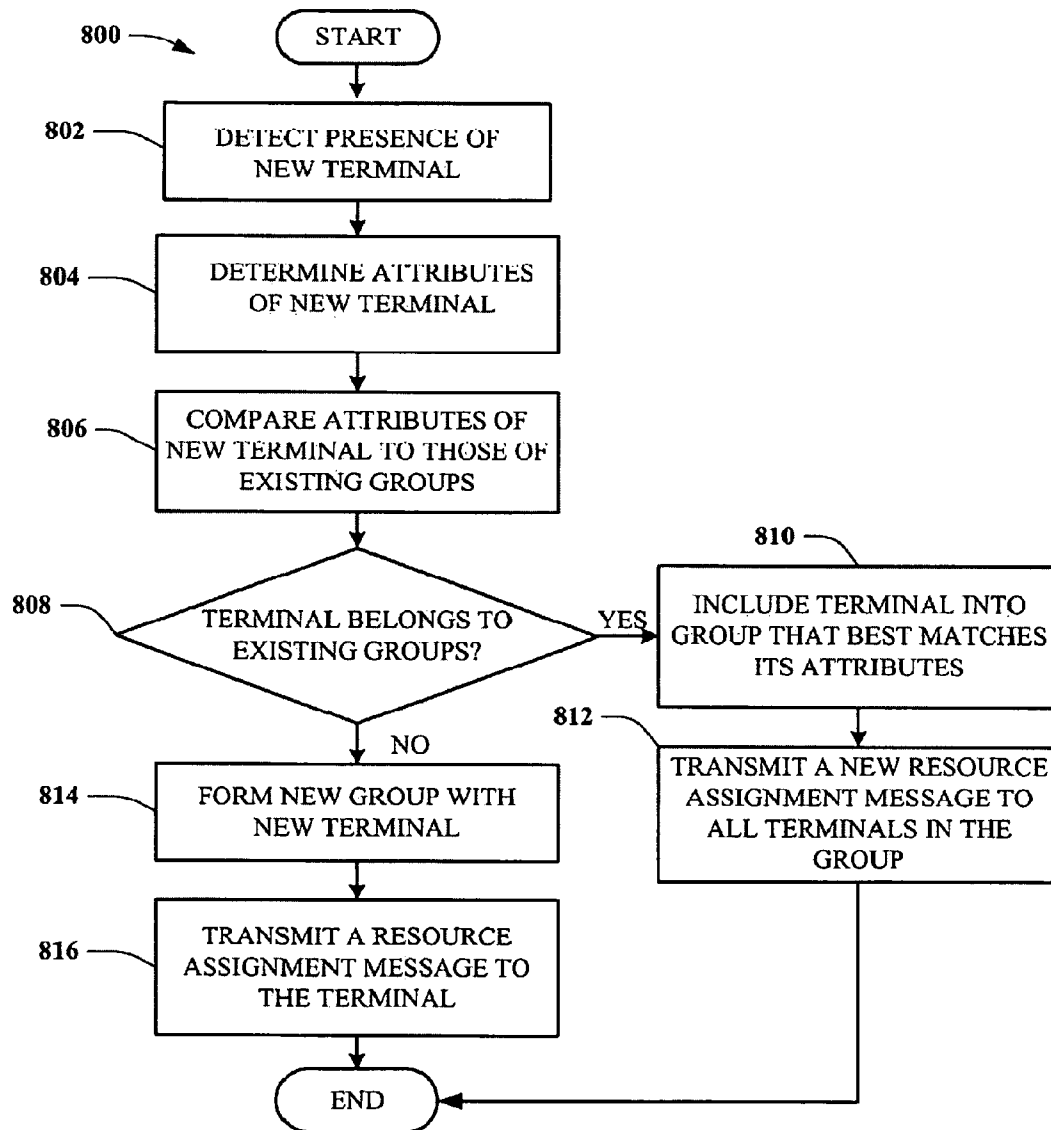 800
START
802
DETECT PRESENCE OF
NEW TERMINAL
804
DETERMINE ATTRIBUTES
OF NEW TERMINAL
806
COMPARE ATTRIBUTES OF
NEW TERMINAL TO THOSE OF
EXISTING GROUPS
808
TERMINAL BELONGS TO
EXISTING GROUPS?
YES
810
INCLUDE TERMINAL INTO
GROUP THAT BEST MATCHES
ITS ATTRIBUTES
812
TRANSMIT A NEW RESOURCE
ASSIGNMENT MESSAGE TO
ALL TERMINALS IN THE
GROUP
NO
814
FORM NEW GROUP WITH
NEW TERMINAL
816
TRANSMIT A RESOURCE
ASSIGNMENT MESSAGE TO
THE TERMINAL
END